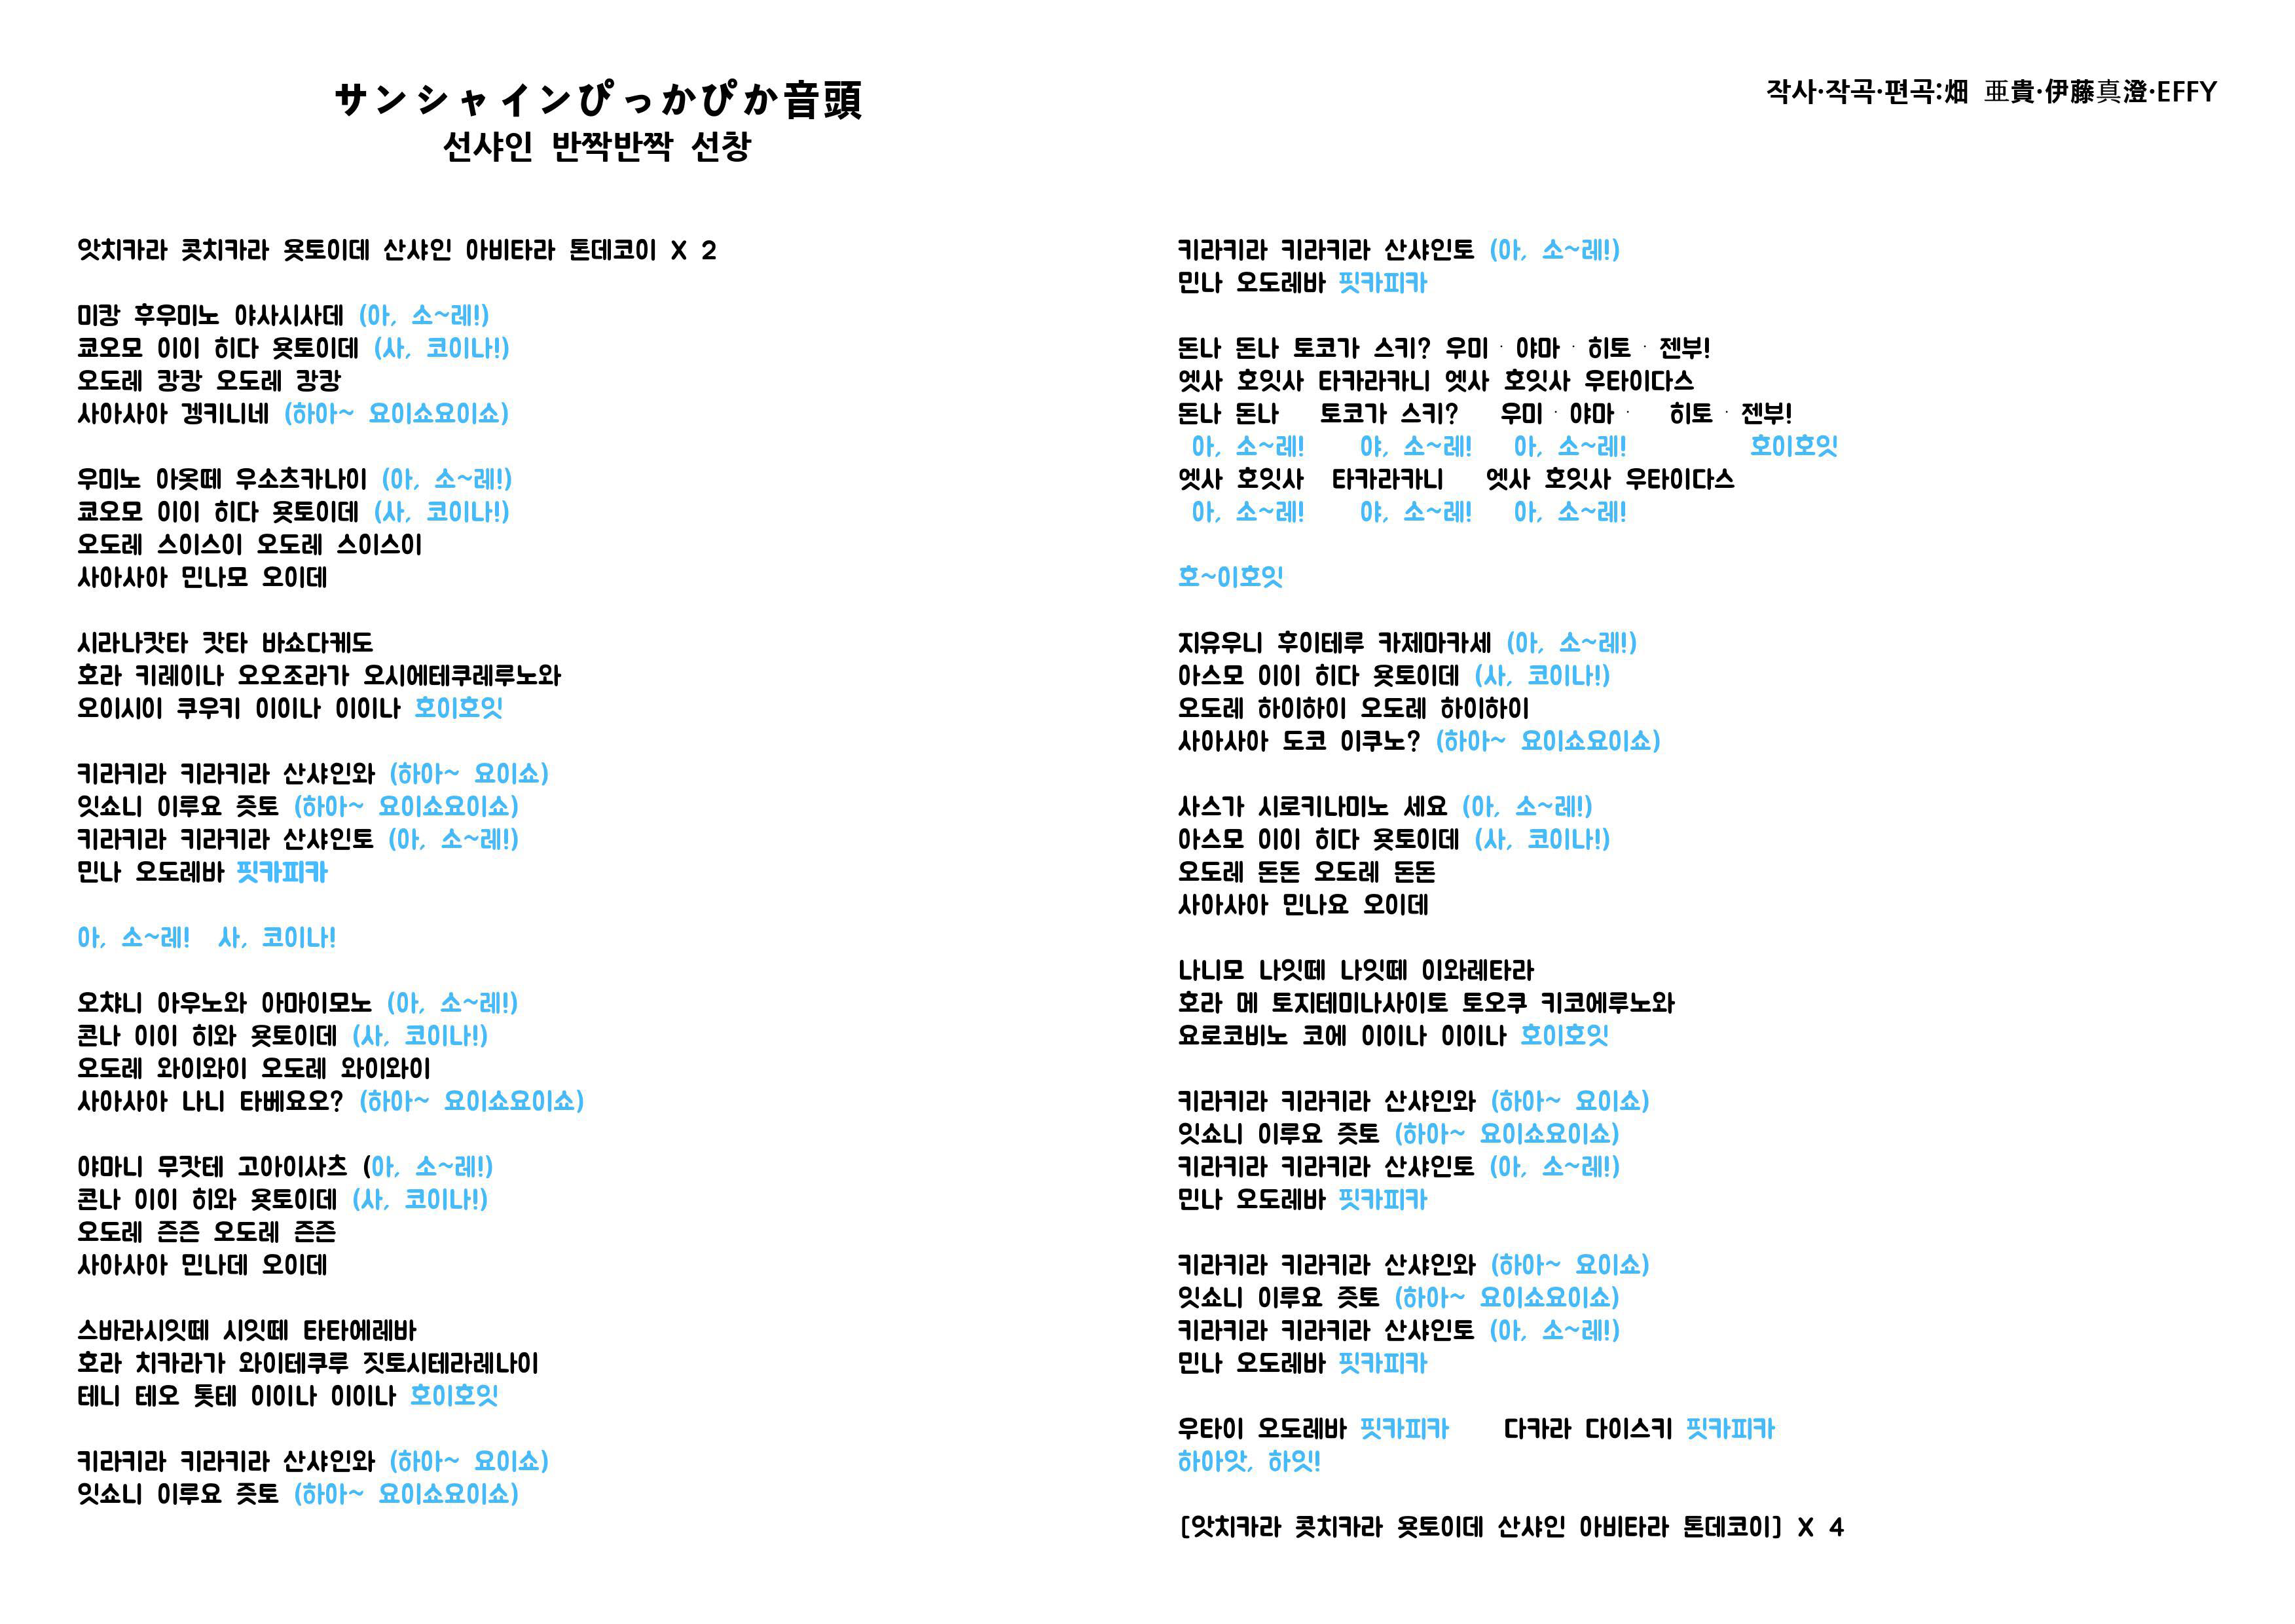 サンシャインぴっかぴか音頭
선샤인 반짝반짝 선창
작사·작곡·편곡:畑 亜貴·伊藤真澄·EFFY
앗치카라 콧치카라 욧토이데 산샤인 아비타라 톤데코이 X 2
미캉 후우미노 야사시사데 (아, 소~레!)
쿄오모 이이 히다 욧토이데 (사, 코이나!)
오도레 캉캉 오도레 캉캉
사아사아 겡키니네 (하아~ 요이쇼요이쇼)
우미노 아옷떼 우소츠카나이 (아, 소~레!)
쿄오모 이이 히다 욧토이데 (사, 코이나!)
오도레 스이스이 오도레 스이스이
사아사아 민나모 오이데
시라나캇타 캇타 바쇼다케도
호라 키레이나 오오조라가 오시에테쿠레루노와
오이시이 쿠우키 이이나 이이나 호이호잇
키라키라 키라키라 산샤인와 (하아~ 요이쇼)
잇쇼니 이루요 즛토 (하아~ 요이쇼요이쇼)
키라키라 키라키라 산샤인토 (아, 소~레!)
민나 오도레바 핏카피카
아, 소~레! 사, 코이나!
오챠니 아우노와 아마이모노 (아, 소~레!)
콘나 이이 히와 욧토이데 (사, 코이나!)
오도레 와이와이 오도레 와이와이
사아사아 나니 타베요오? (하아~ 요이쇼요이쇼)
야마니 무캇테 고아이사츠 (아, 소~레!)
콘나 이이 히와 욧토이데 (사, 코이나!)
오도레 즌즌 오도레 즌즌
사아사아 민나데 오이데
스바라시잇떼 시잇떼 타타에레바
호라 치카라가 와이테쿠루 짓토시테라레나이
테니 테오 톳테 이이나 이이나 호이호잇
키라키라 키라키라 산샤인와 (하아~ 요이쇼)
잇쇼니 이루요 즛토 (하아~ 요이쇼요이쇼)
키라키라 키라키라 산샤인토 (아, 소~레!)
민나 오도레바 핏카피카
돈나 돈나 토코가 스키? 우미 · 야마 · 히토 · 젠부!
엣사 호잇사 타카라카니 엣사 호잇사 우타이다스
돈나 돈나 토코가 스키? 우미 · 야마 · 히토 · 젠부!
아, 소~레! 야, 소~레! 아, 소~레! 호이호잇
엣사 호잇사 타카라카니 엣사 호잇사 우타이다스
아, 소~레! 야, 소~레! 아, 소~레!
호~이호잇
지유우니 후이테루 카제마카세 (아, 소~레!)
아스모 이이 히다 욧토이데 (사, 코이나!)
오도레 하이하이 오도레 하이하이
사아사아 도코 이쿠노? (하아~ 요이쇼요이쇼)
사스가 시로키나미노 세요 (아, 소~레!)
아스모 이이 히다 욧토이데 (사, 코이나!)
오도레 돈돈 오도레 돈돈
사아사아 민나요 오이데
나니모 나잇떼 나잇떼 이와레타라
호라 메 토지테미나사이토 토오쿠 키코에루노와
요로코비노 코에 이이나 이이나 호이호잇
키라키라 키라키라 산샤인와 (하아~ 요이쇼)
잇쇼니 이루요 즛토 (하아~ 요이쇼요이쇼)
키라키라 키라키라 산샤인토 (아, 소~레!)
민나 오도레바 핏카피카
키라키라 키라키라 산샤인와 (하아~ 요이쇼)
잇쇼니 이루요 즛토 (하아~ 요이쇼요이쇼)
키라키라 키라키라 산샤인토 (아, 소~레!)
민나 오도레바 핏카피카
우타이 오도레바 핏카피카 다카라 다이스키 핏카피카
하아앗, 하잇!
[앗치카라 콧치카라 욧토이데 산샤인 아비타라 톤데코이] X 4